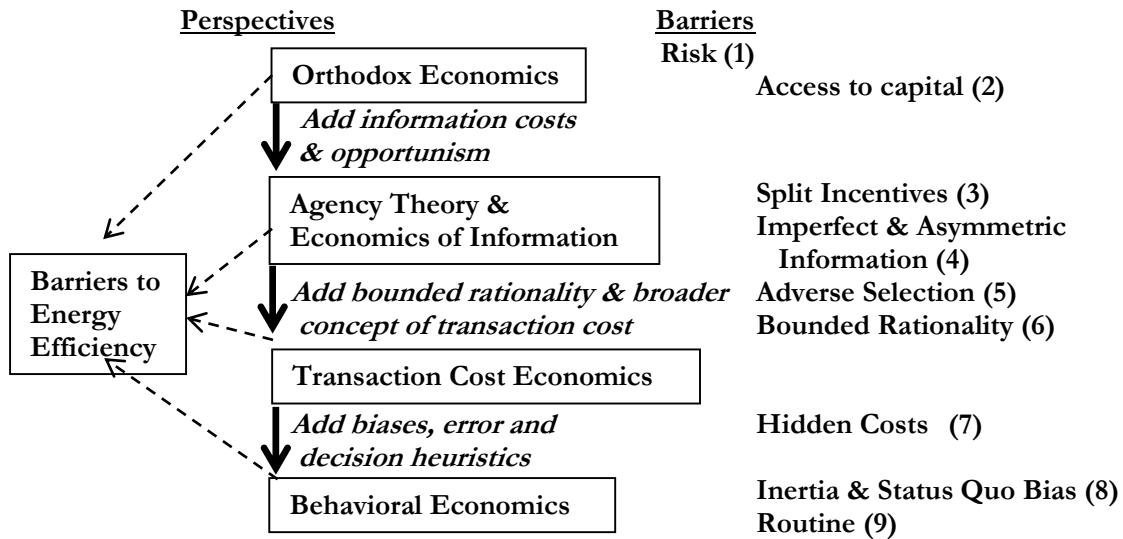 Perspectives
Barriers
Risk (1)
Orthodox Economics
Access to capital (2)
Add information costs
& opportunism
Agency Theory &
Economics of Information
Split Incentives (3)
Imperfect & Asymmetric
Information (4)
Barriers to
Energy
Efficiency
Add bounded rationality & broader
concept of transaction cost
Adverse Selection (5)
Bounded Rationality (6)
Transaction Cost Economics
Add biases, error and
decision heuristics
Hidden Costs (7)
Behavioral Economics
Inertia & Status Quo Bias (8)
Routine (9)